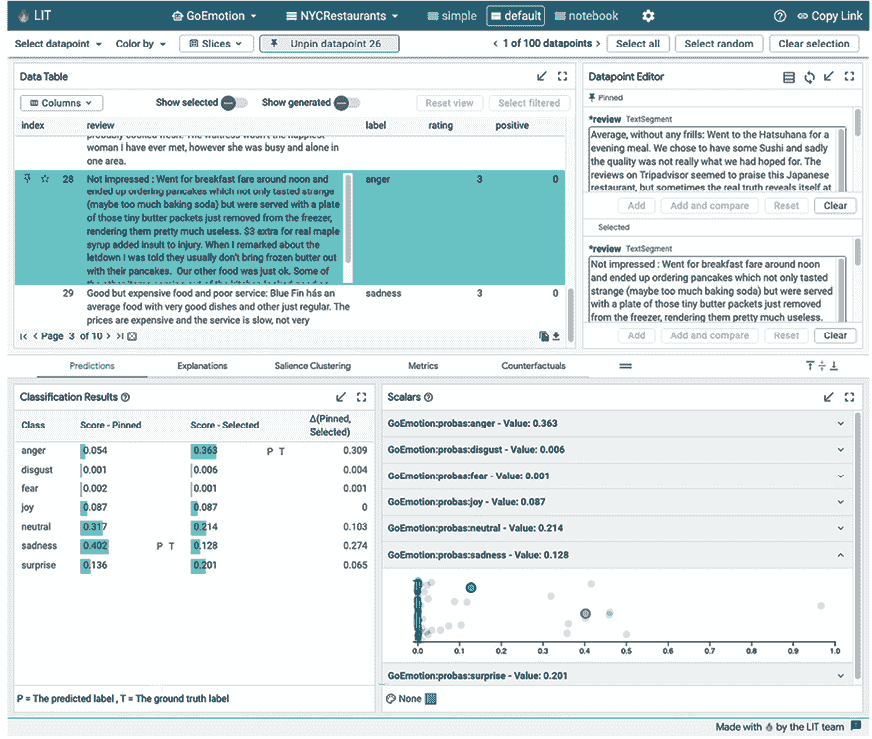 LIT
GoEmotion
NYCRestaurants
simple
default
notebook
Copy Link
Select datapoint
Color by
Slices
Unpin datapoint 26
1 of 100 datapoints
Select all
Select random
Clear selection
Data Table
Columns
Show selected
Show generated
Reset view
Select filtered
index review label rating positive
probably cooked fresh. The waitress wasn't the happiest
woman I have ever met, however she was busy and alone in
one area.
28 Not impressed : Went for breakfast fare around noon and anger 3 0
ended up ordering pancakes which not only tasted strange
(maybe too much baking soda) but were served with a plate
of those tiny butter packets just removed from the freezer,
rendering them pretty much useless. $3 extra for real maple
syrup added insult to injury. When I remarked about the
letdown I was told they usually don't bring frozen butter out
with their pancakes. Our other food was just ok. Some of
29 Good but expensive food and poor service: Blue Fin hás an sadness 3 0
average food with very good dishes and other just regular. The
prices are expensive and the service is slow, not very
Page 3 of 10
Datapoint Editor
Pinned
*review TextSegment
Average, without any frills: Went to the Hatsuhana for a
evening meal. We chose to have some Sushi and sadly
the quality was not really what we had hoped for. The
reviews on Tripadvisor seemed to praise this Japanese
restaurant, but sometimes the real truth reveals itself at
Add
Add and compare
Reset
Clear
Selected
*review TextSegment
Not impressed : Went for breakfast fare around noon
and ended up ordering pancakes which not only tasted
strange (maybe too much baking soda) but were served
with a plate of those tiny butter packets just removed
from the freezer, rendering them pretty much useless.
Add
Add and compare
Reset
Clear
Predictions
Explanations
Salience Clustering
Metrics
Counterfactuals
Classification Results
Class Score - Pinned Score - Selected Δ(Pinned,
Selected)
anger 0.054 0.363 P T 0.309
disgust 0.001 0.006 0.004
fear 0.002 0.001 0.001
joy 0.087 0.087 0
neutral 0.317 0.214 0.103
sadness 0.402 P T 0.128 0.274
surprise 0.136 0.201 0.065
P = The predicted label , T = The ground truth label
Scalars
GoEmotion:probas:anger - Value: 0.363
GoEmotion:probas:disgust - Value: 0.006
GoEmotion:probas:fear - Value: 0.001
GoEmotion:probas:joy - Value: 0.087
GoEmotion:probas:neutral - Value: 0.214
GoEmotion:probas:sadness - Value: 0.128
0.0 0.1 0.2 0.3 0.4 0.5 0.6 0.7 0.8 0.9 1.0
GoEmotion:probas:surprise - Value: 0.201
None
Made with by the LIT team